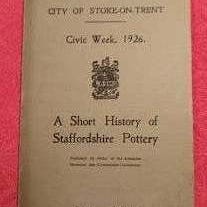 CITY OF STOKE-ON-TRENT
Civic Week, 1926.
A Short History of
Staffordshire Pottery